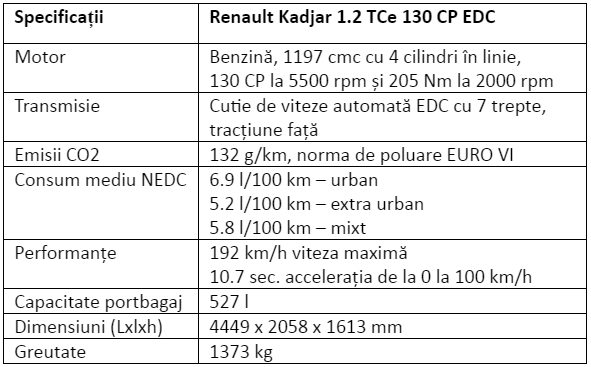 Specificații Renault Kadjar 1.2 TCe 130 CP EDC
Motor Benzină, 1197 cmc cu 4 cilindri în linie,
130 CP la 5500 rpm și 205 Nm la 2000 rpm
Transmisie Cutie de viteze automată EDC cu 7 trepte,
tracțiune față
Emisii CO2 132 g/km, norma de poluare EURO VI
Consum mediu NEDC 6.9 l/100 km – urban
5.2 l/100 km – extra urban
5.8 l/100 km – mixt
Performanțe 192 km/h viteza maximă
10.7 sec. accelerația de la 0 la 100 km/h
Capacitate portbagaj 527 l
Dimensiuni (Lxlxh) 4449 x 2058 x 1613 mm
Greutate 1373 kg